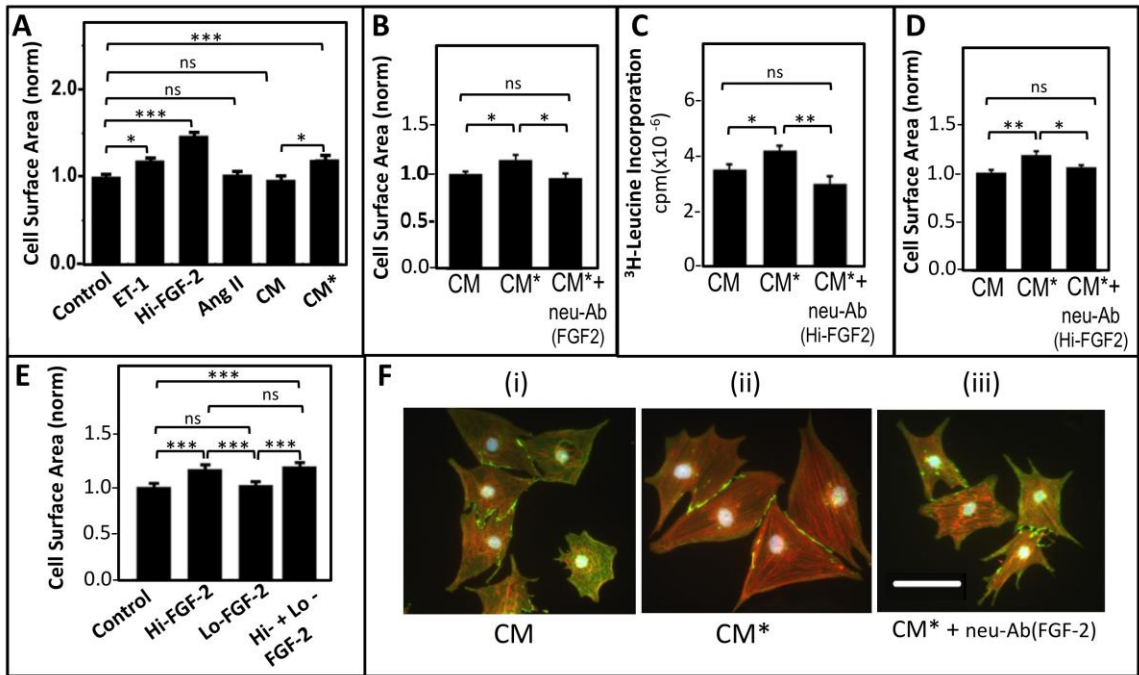 A
Cell Surface Area (norm)
2.0
1.0
0.0
***
ns
ns
***
*
*
Control
ET-1
Hi-FGF-2
Ang II
CM
CM*
B
Cell Surface Area (norm)
1.5
1.0
0.5
0.0
ns
*
*
CM
CM*
CM*+
neu-Ab
(FGF2)
C
³H-Leucine Incorporation
cpm(x10 ⁻⁶)
6
4
2
0
ns
*
**
CM
CM*
CM*+
neu-Ab
(Hi-FGF2)
D
Cell Surface Area (norm)
1.5
1.0
0.5
0.0
ns
**
*
CM
CM*
CM*+
neu-Ab
(Hi-FGF2)
E
Cell Surface Area (norm)
1.5
1.0
0.5
0.0
***
ns
ns
***
***
***
Control
Hi-FGF-2
Lo-FGF-2
Hi- + Lo -
FGF-2
F
(i)
(ii)
(iii)
CM
CM*
CM* + neu-Ab(FGF-2)